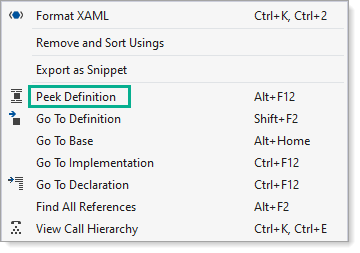 Format XAML Ctrl+K, Ctrl+2
Remove and Sort Usings
Export as Snippet
Peek Definition Alt+F12
Go To Definition Shift+F2
Go To Base Alt+Home
Go To Implementation Ctrl+F12
Go To Declaration Ctrl+F12
Find All References Alt+F2
View Call Hierarchy Ctrl+K, Ctrl+E